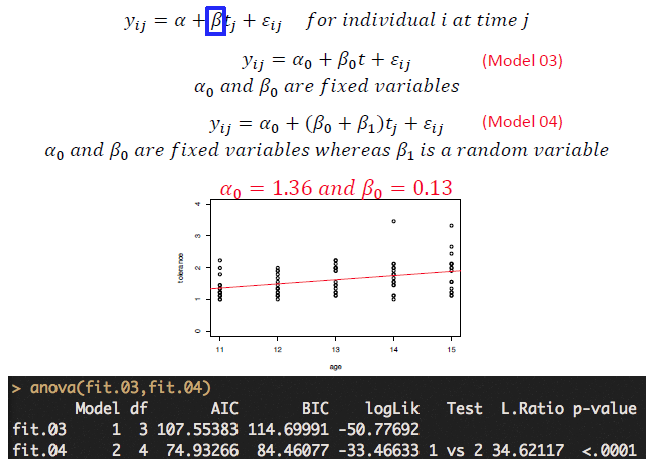 yᵢⱼ = α + βtⱼ + εᵢⱼ for individual i at time j
yᵢⱼ = α₀ + β₀t + εᵢⱼ (Model 03)
α₀ and β₀ are fixed variables
yᵢⱼ = α₀ + (β₀ + β₁)tⱼ + εᵢⱼ (Model 04)
α₀ and β₀ are fixed variables whereas β₁ is a random variable
α₀ = 1.36 and β₀ = 0.13
4
3
2
1
0
tolerance
11 12 13 14 15
age
> anova(fit.03,fit.04)
Model df AIC BIC logLik Test L.Ratio p-value
fit.03 1 3 107.55383 114.69991 -50.77692
fit.04 2 4 74.93266 84.46077 -33.46633 1 vs 2 34.62117 <.0001